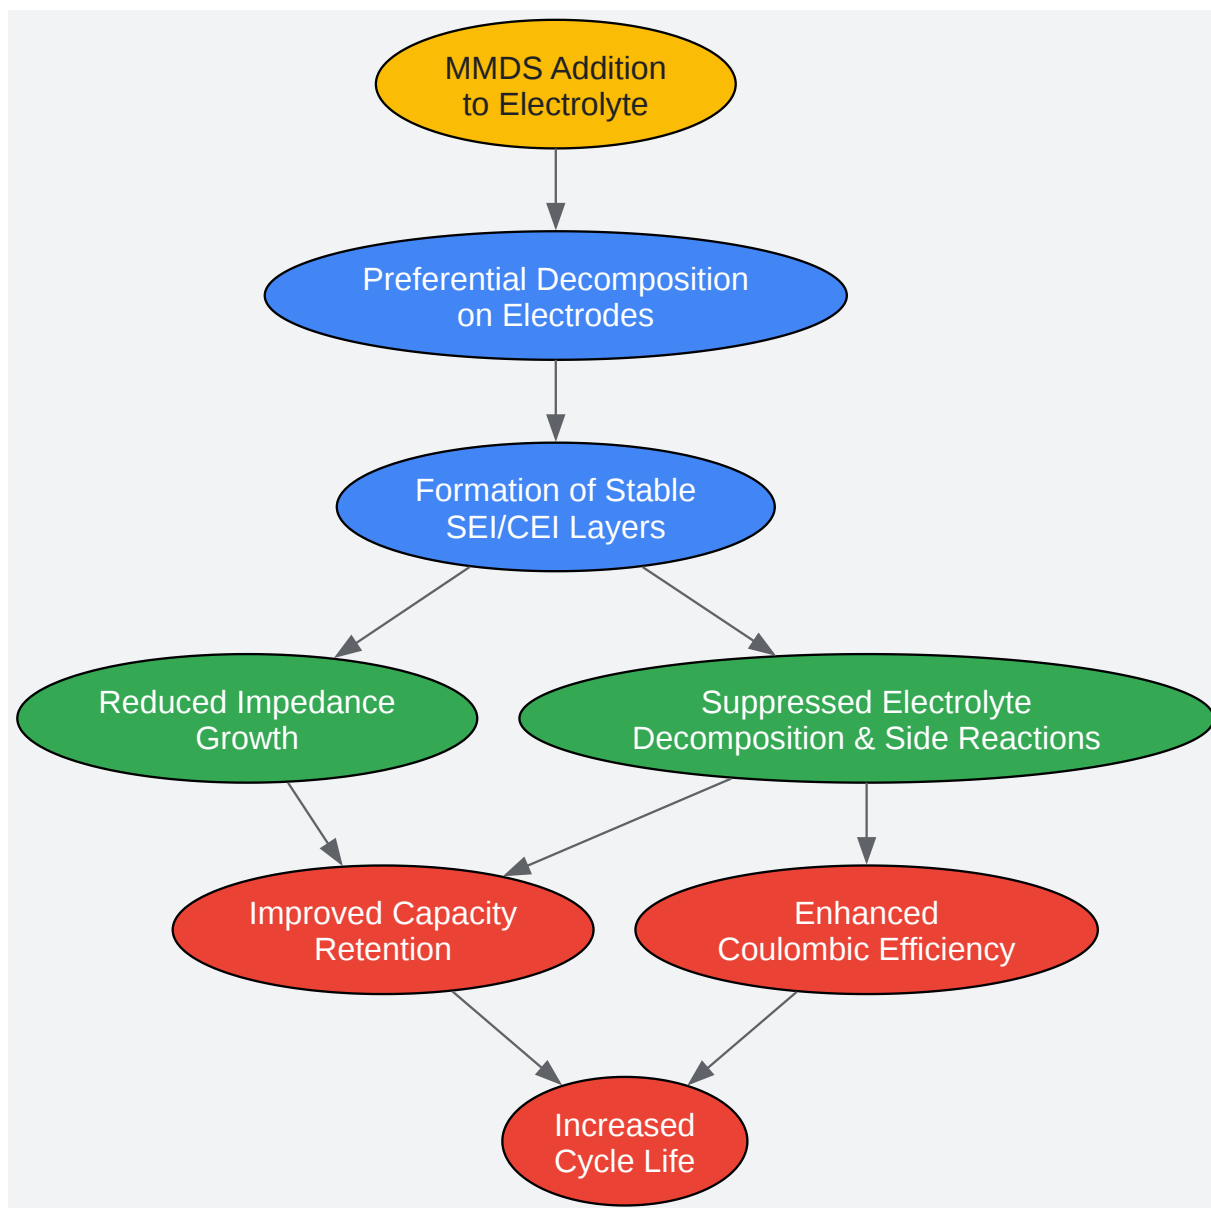 MMDS Addition
to Electrolyte
Preferential Decomposition
on Electrodes
Formation of Stable
SEI/CEI Layers
Reduced Impedance
Growth
Suppressed Electrolyte
Decomposition & Side Reactions
Improved Capacity
Retention
Enhanced
Coulombic Efficiency
Increased
Cycle Life